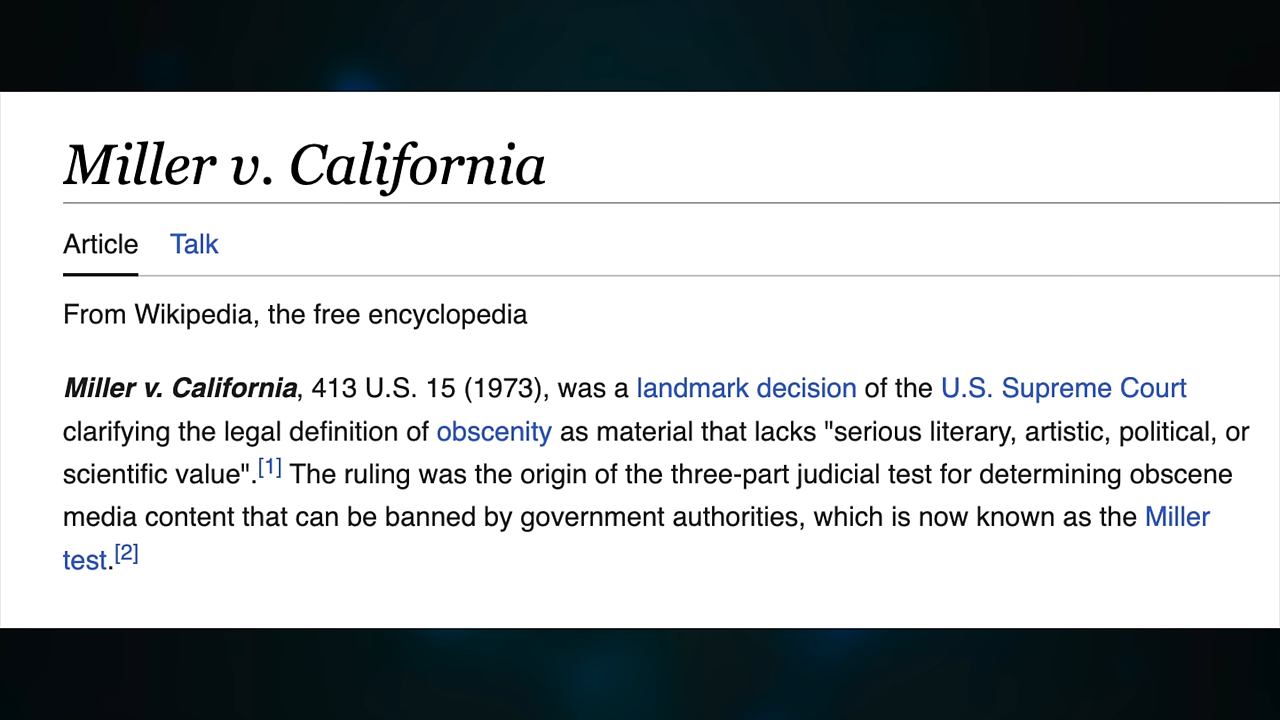 Miller v. California
Article Talk
From Wikipedia, the free encyclopedia
Miller v. California, 413 U.S. 15 (1973), was a landmark decision of the U.S. Supreme Court
clarifying the legal definition of obscenity as material that lacks "serious literary, artistic, political, or
scientific value".[1] The ruling was the origin of the three-part judicial test for determining obscene
media content that can be banned by government authorities, which is now known as the Miller
test.[2]